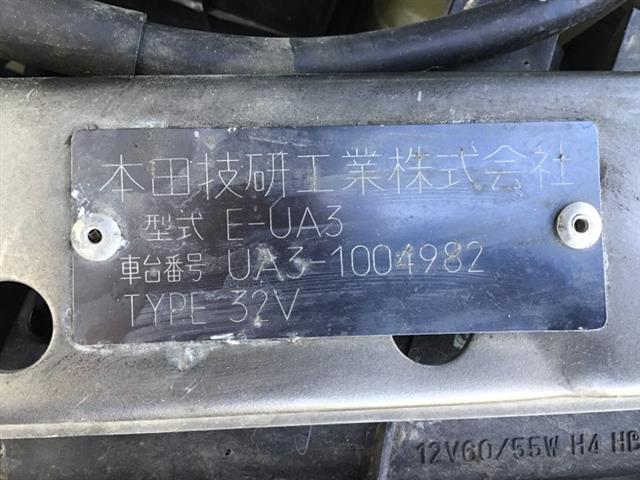 本田技研工業株式会社
型式 E-UA3
車台番号 UA3-1004982
TYPE 32V
12V60/55W H4 HB